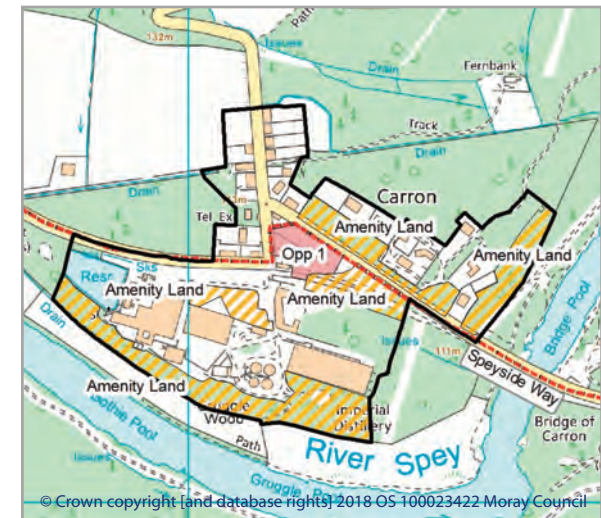 Path
132m
Issues
Drain
Fernbank
Track
Drain
Drain
Carron
Tel Ex
Amenity Land
Opp 1
Amenity Land
Sks
Resr
Amenity Land
Amenity Land
Issues
111m
Speyside Way
Bridge Pool
Drain
Amenity Land
Wood
Imperial
Distillery
Bridge of
Carron
Path
River Spey
Pool
Issues
© Crown copyright [and database rights] 2018 OS 100023422 Moray Council